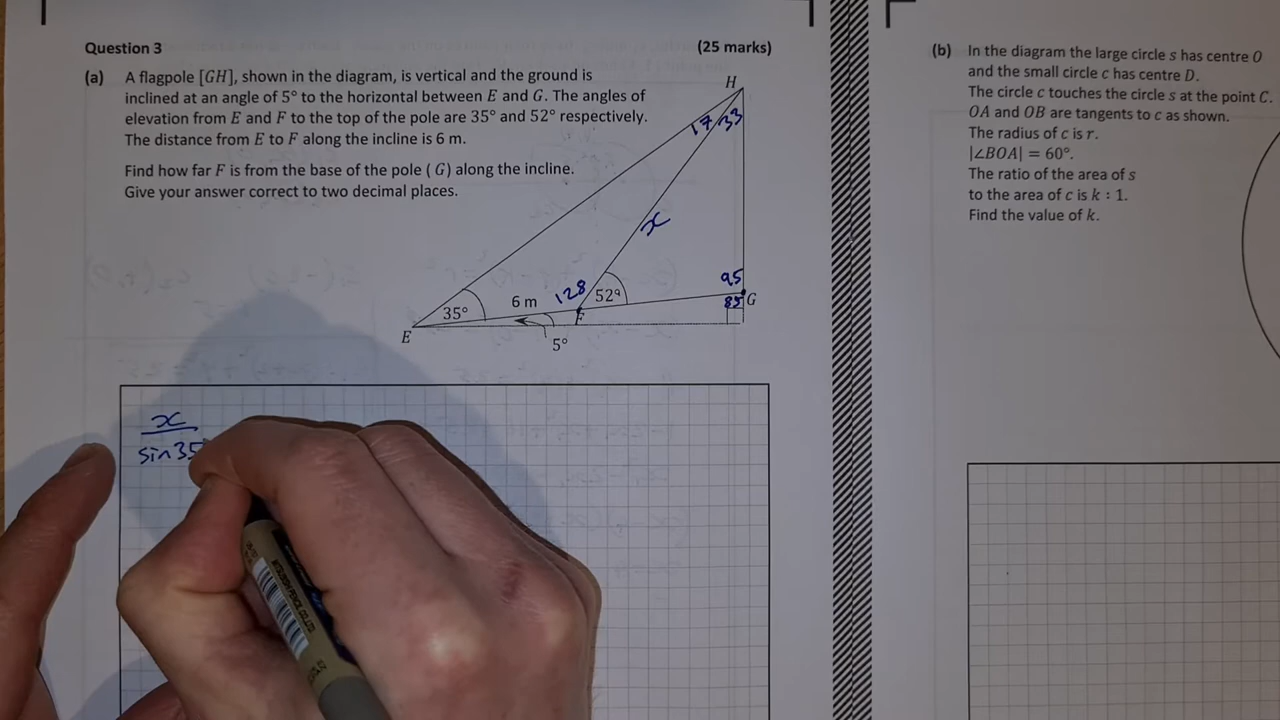 Question 3
(25 marks)
(a) A flagpole [GH], shown in the diagram, is vertical and the ground is
inclined at an angle of 5° to the horizontal between E and G. The angles of
elevation from E and F to the top of the pole are 35° and 52° respectively.
The distance from E to F along the incline is 6 m.
Find how far F is from the base of the pole ( G) along the incline.
Give your answer correct to two decimal places.
H
17
33
x
95
35°
6 m
128
52°
85
G
F
E
5°
x
sin 35
(b) In the diagram the large circle s has centre O
and the small circle c has centre D.
The circle c touches the circle s at the point C.
OA and OB are tangents to c as shown.
The radius of c is r.
|∠BOA| = 60°.
The ratio of the area of s
to the area of c is k : 1.
Find the value of k.